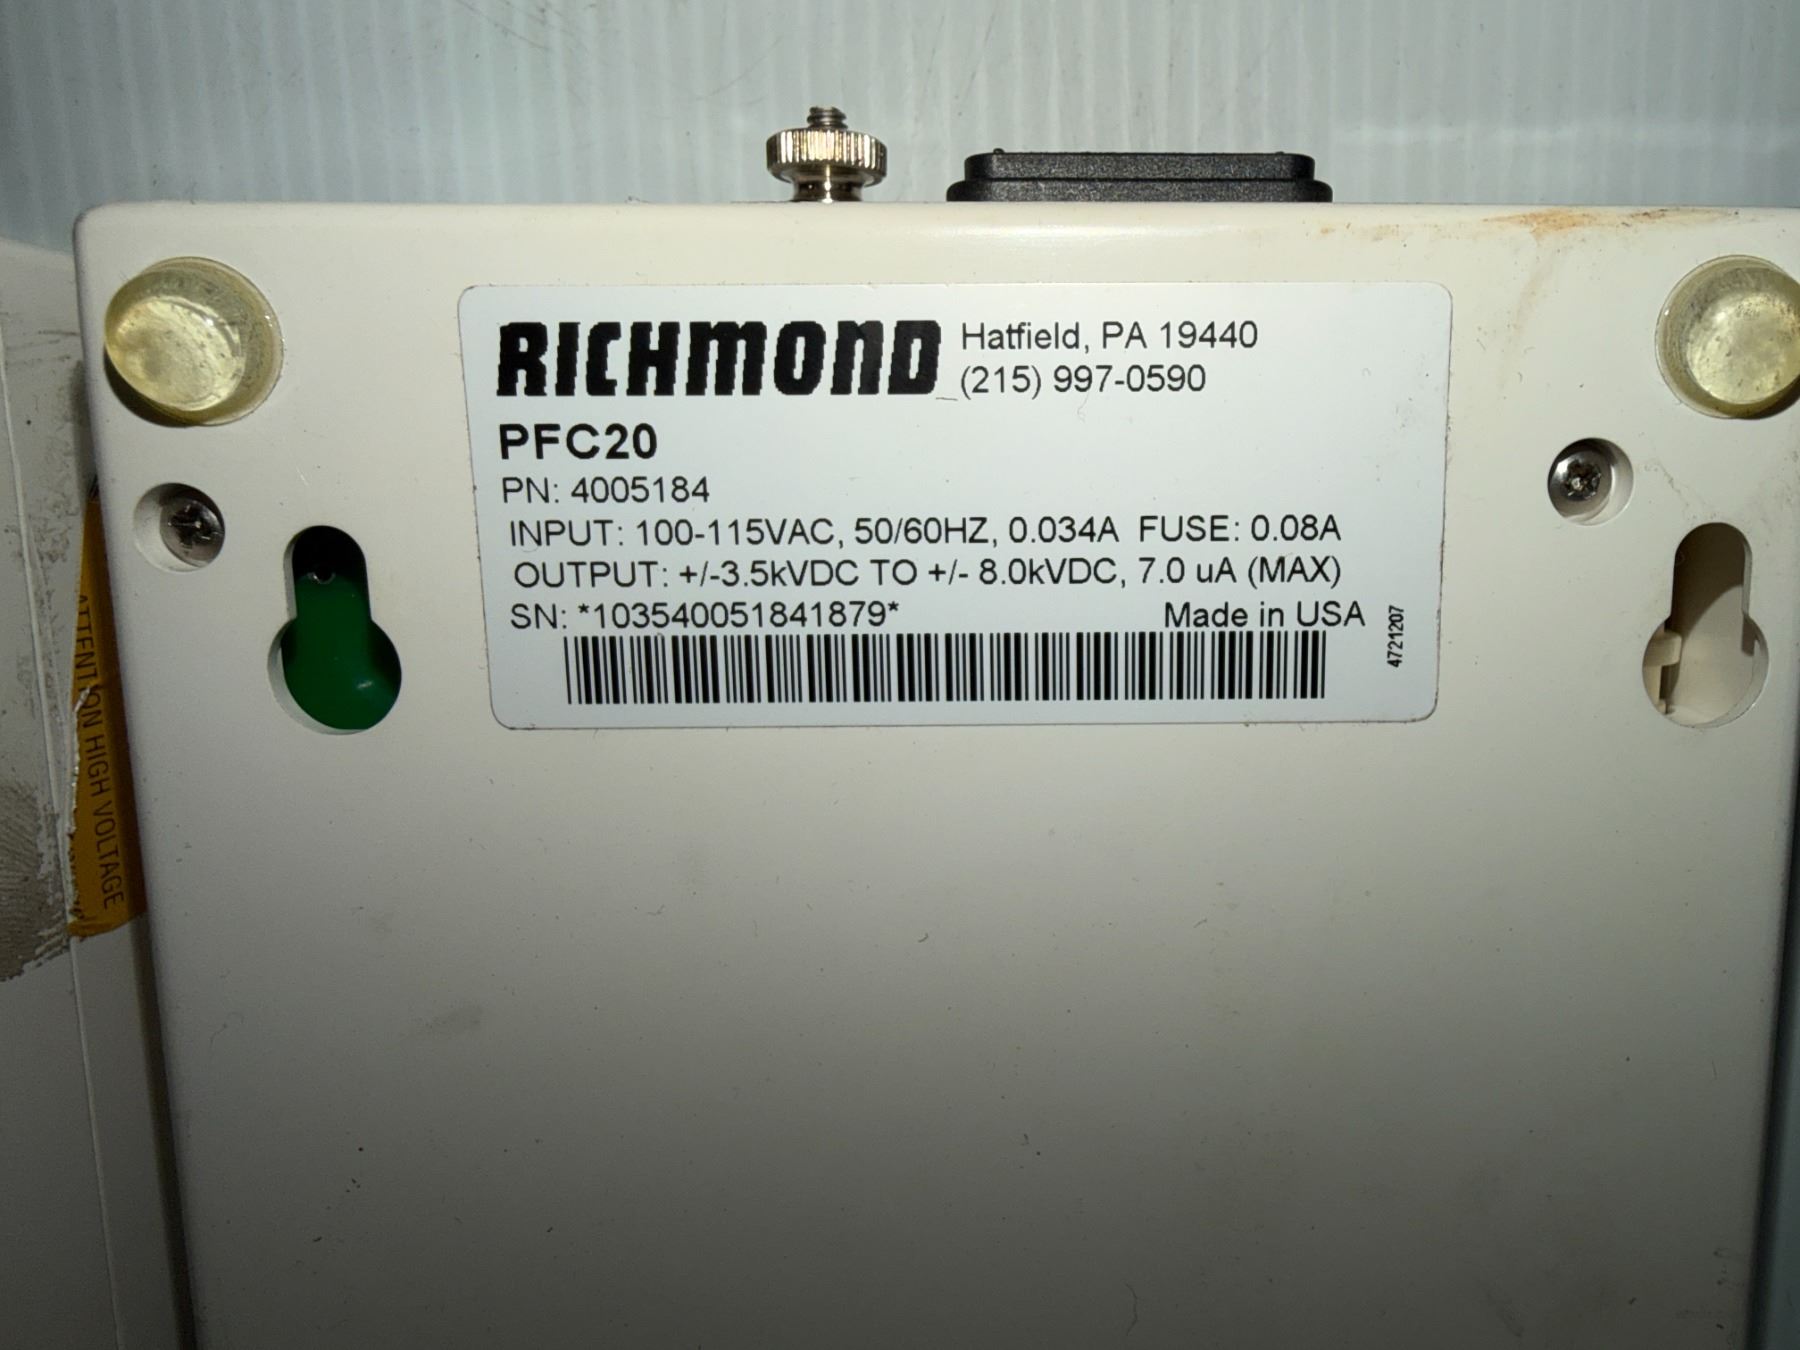 RICHMOND
Hatfield, PA 19440
(215) 997-0590
PFC20
PN: 4005184
INPUT: 100-115VAC, 50/60HZ, 0.034A FUSE: 0.08A
OUTPUT: +/-3.5kVDC TO +/- 8.0kVDC, 7.0 uA (MAX)
SN: *103540051841879* Made in USA
4721207
ATTENTION HIGH VOLTAGE